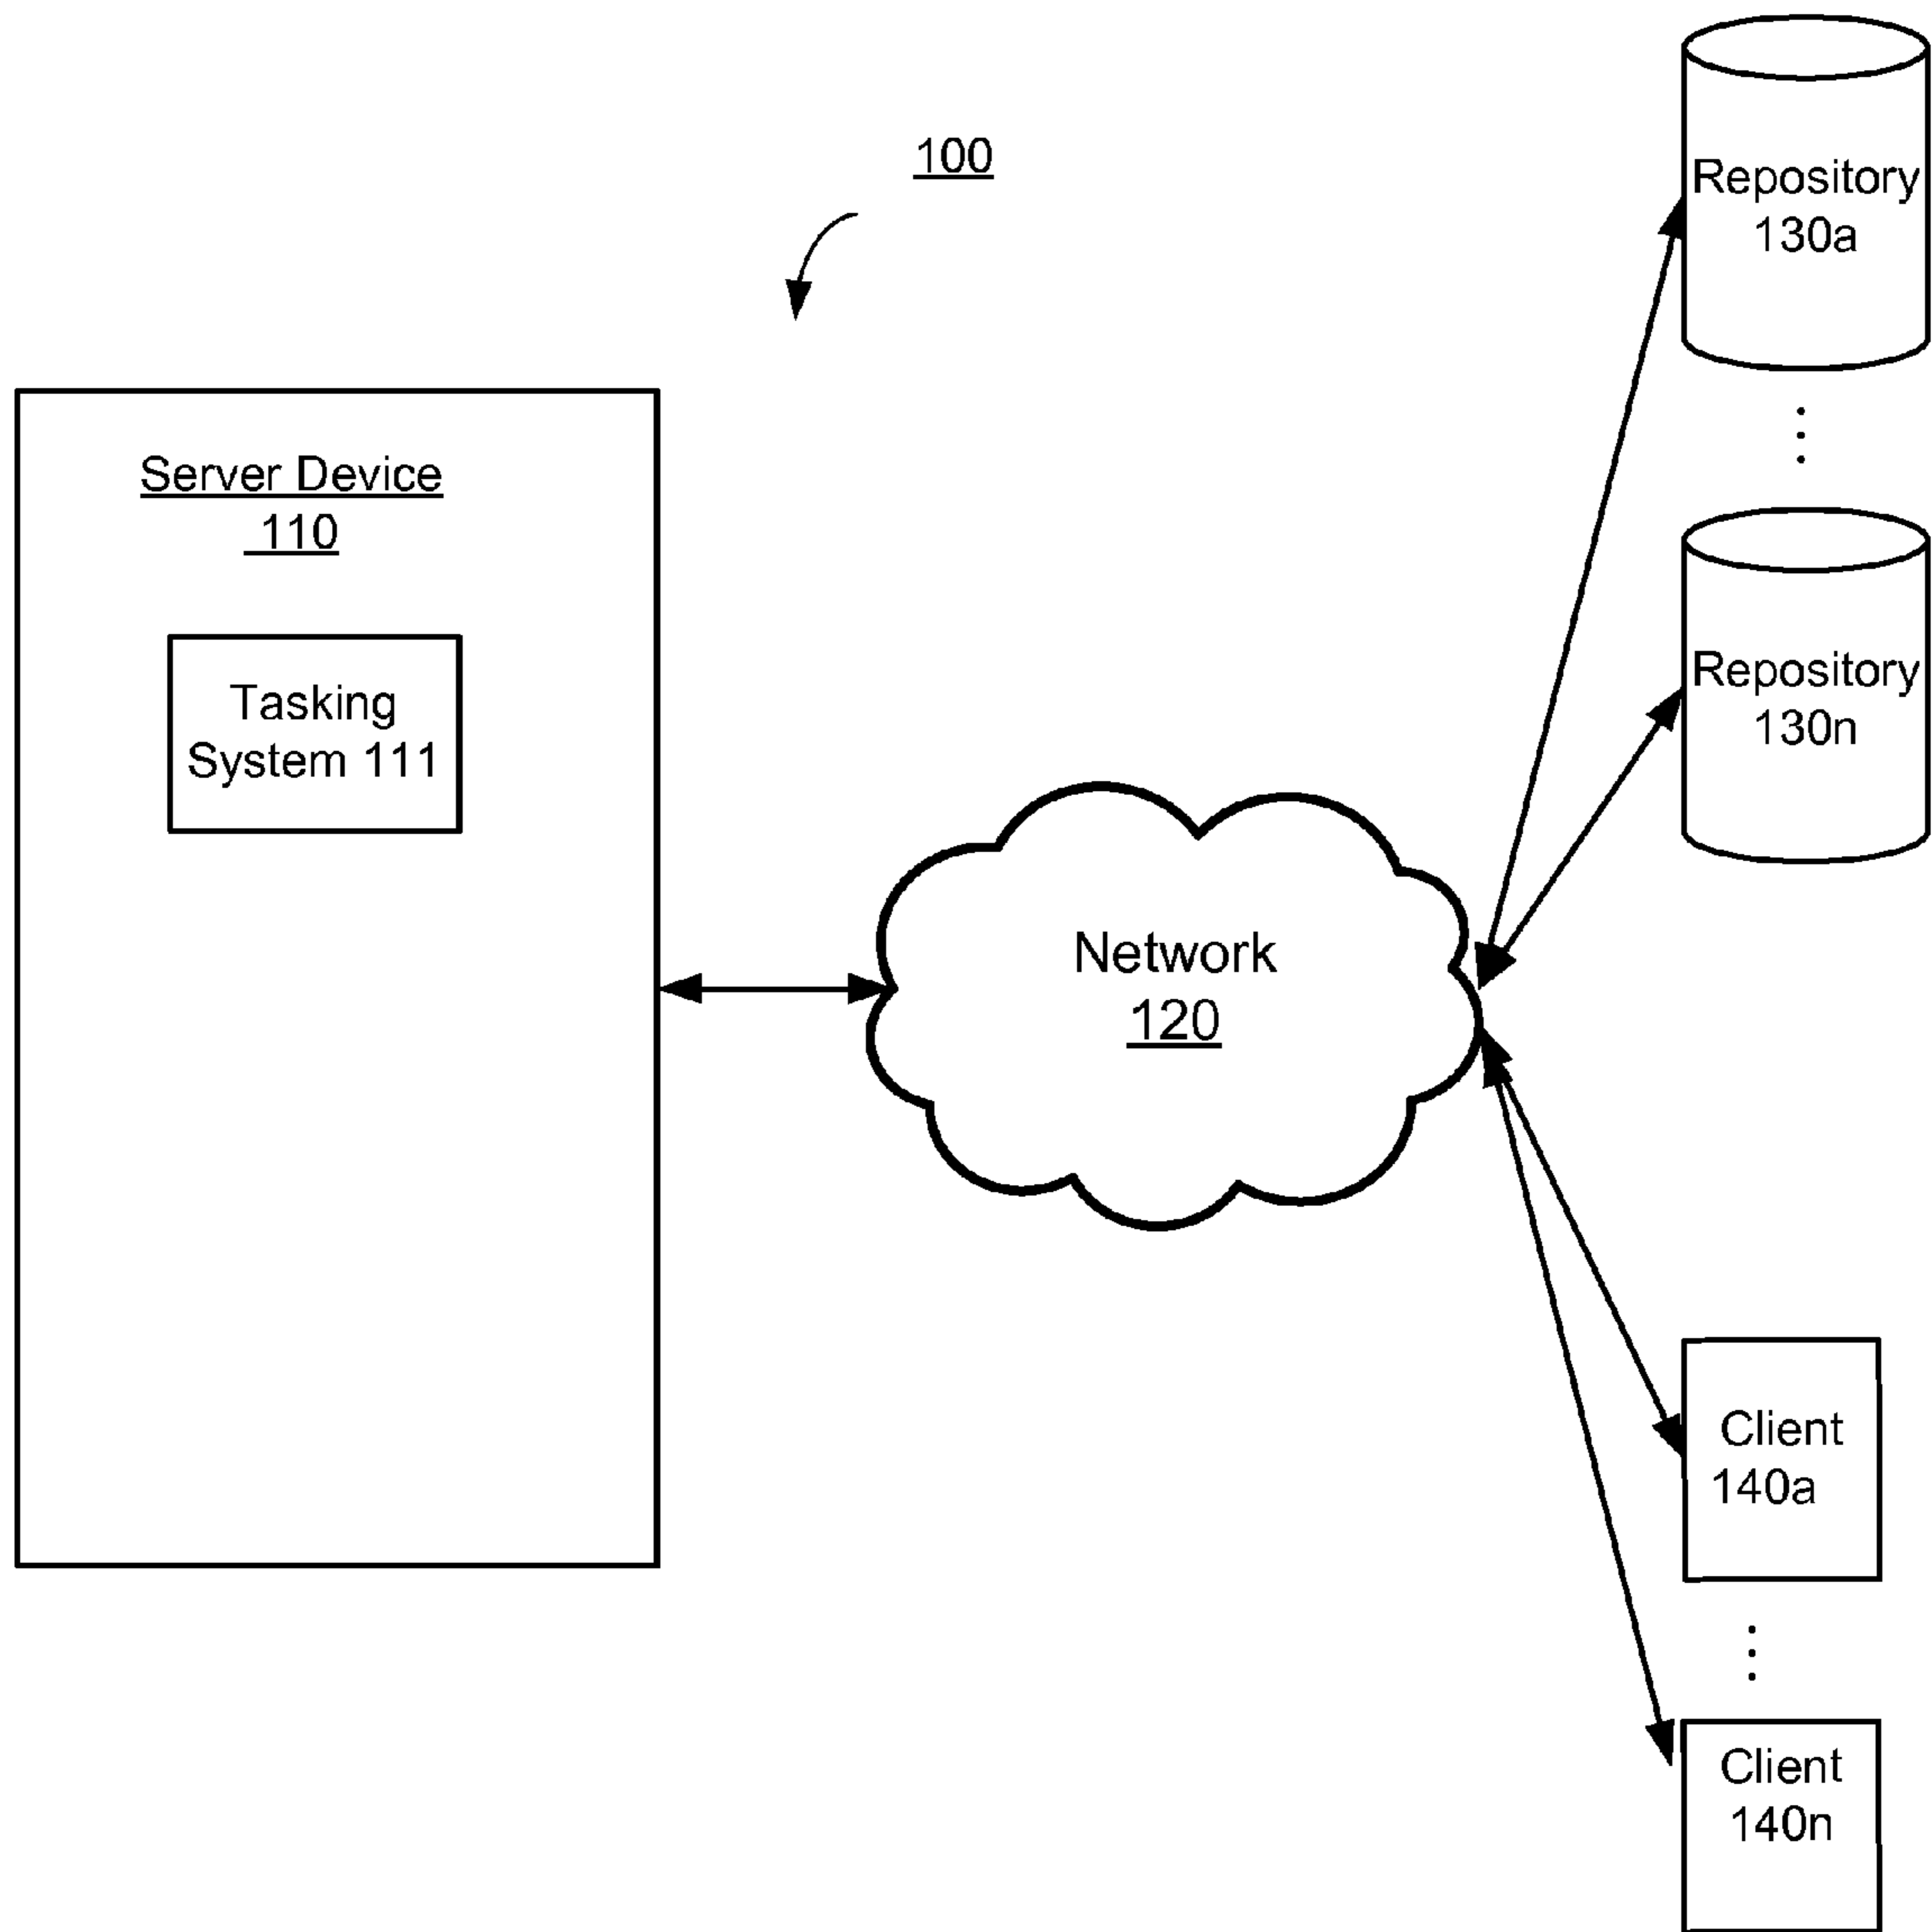 100
Repository
130a
Server Device
110
Repository
130n
Tasking
System 111
Network
120
Client
140a
Client
140n